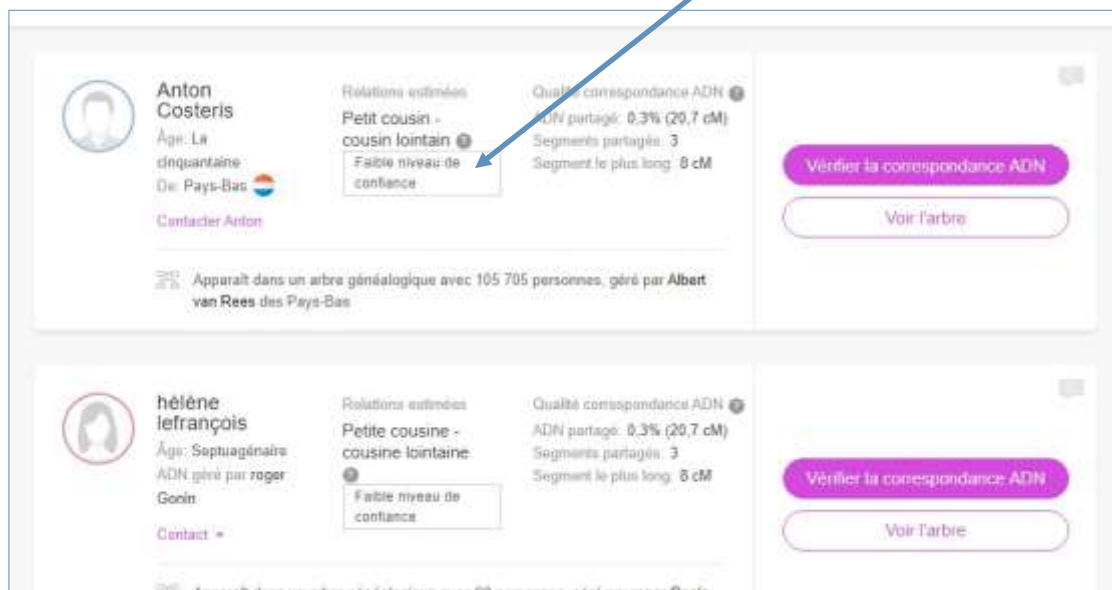 Anton
Costeris
Âge: La
cinquantaine
De: Pays-Bas
Contacter Anton
Relations estimées
Petit cousin -
cousin lointain ?
Faible niveau de
confiance
Qualité correspondance ADN ?
ADN partagé: 0,3% (20,7 cM)
Segments partagés: 3
Segment le plus long: 8 cM
Vérifier la correspondance ADN
Voir l'arbre
Apparaît dans un arbre généalogique avec 105 705 personnes, géré par Albert
van Rees des Pays-Bas
hélène
lefrançois
Âge: Septuagénaire
ADN géré par roger
Gonin
Contact
Relations estimées
Petite cousine -
cousine lointaine
?
Faible niveau de
confiance
Qualité correspondance ADN ?
ADN partagé: 0,3% (20,7 cM)
Segments partagés: 3
Segment le plus long: 8 cM
Vérifier la correspondance ADN
Voir l'arbre